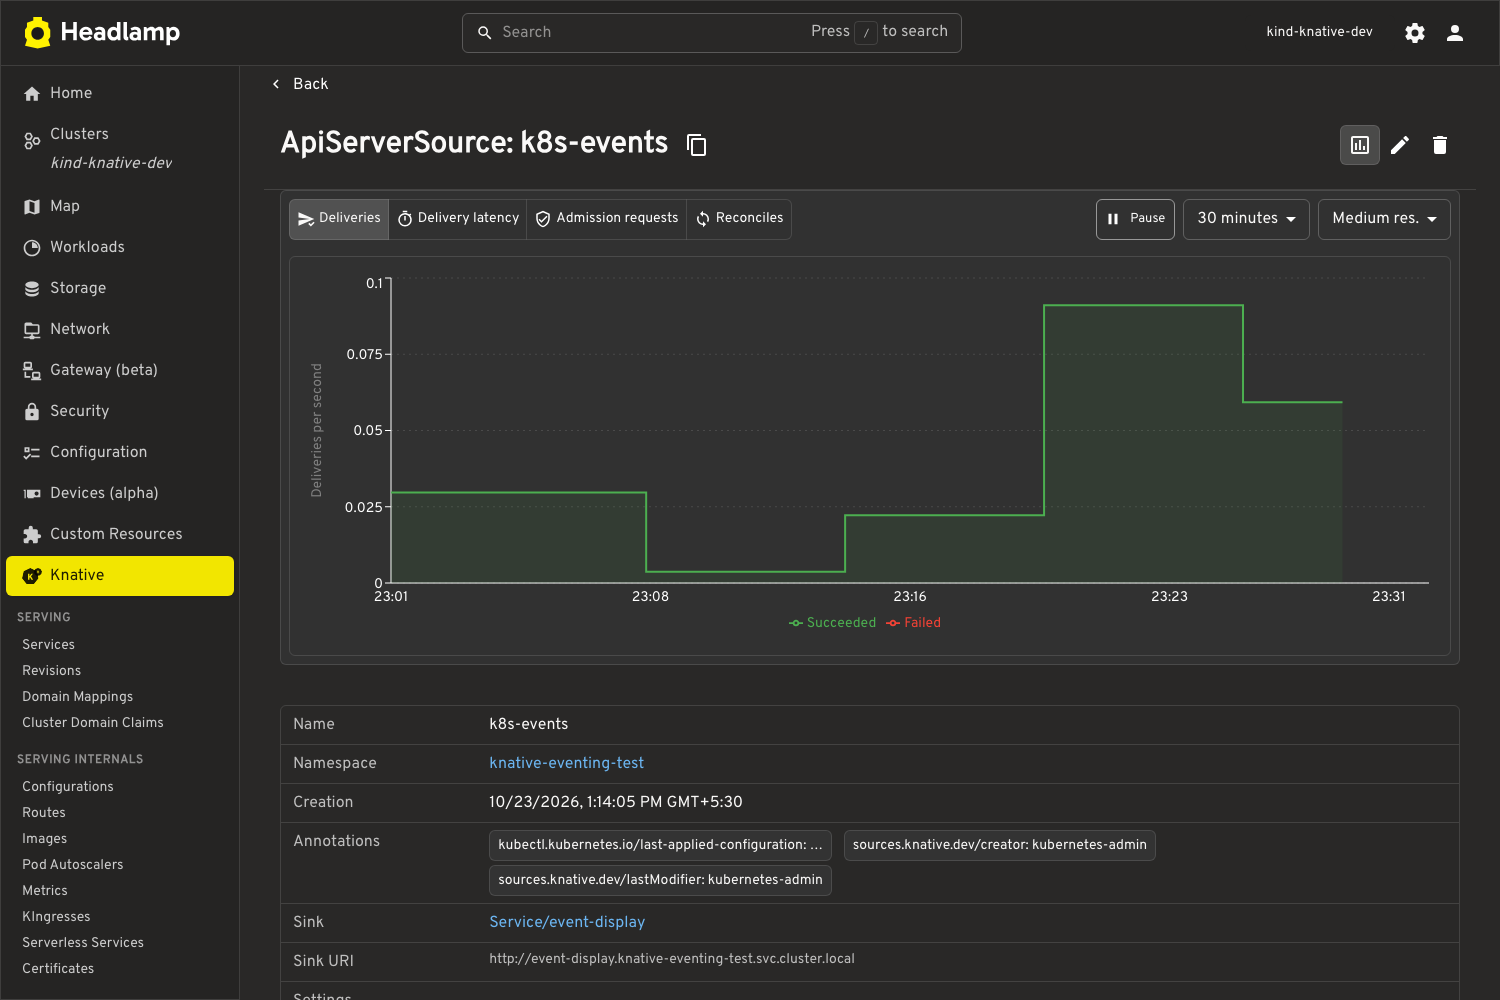 Headlamp
Search
Press / to search
kind-knative-dev
Home
Clusters
kind-knative-dev
Map
Workloads
Storage
Network
Gateway (beta)
Security
Configuration
Devices (alpha)
Custom Resources
Knative
SERVING
Services
Revisions
Domain Mappings
Cluster Domain Claims
SERVING INTERNALS
Configurations
Routes
Images
Pod Autoscalers
Metrics
KIngresses
Serverless Services
Certificates
Back
ApiServerSource: k8s-events
Deliveries
Delivery latency
Admission requests
Reconciles
Pause
30 minutes
Medium res.
Deliveries per second
0.1
0.075
0.05
0.025
0
23:01 23:08 23:16 23:23 23:31
Succeeded Failed
Name k8s-events
Namespace knative-eventing-test
Creation 10/23/2026, 1:14:05 PM GMT+5:30
Annotations kubectl.kubernetes.io/last-applied-configuration: … sources.knative.dev/creator: kubernetes-admin
sources.knative.dev/lastModifier: kubernetes-admin
Sink Service/event-display
Sink URI http://event-display.knative-eventing-test.svc.cluster.local
Settings